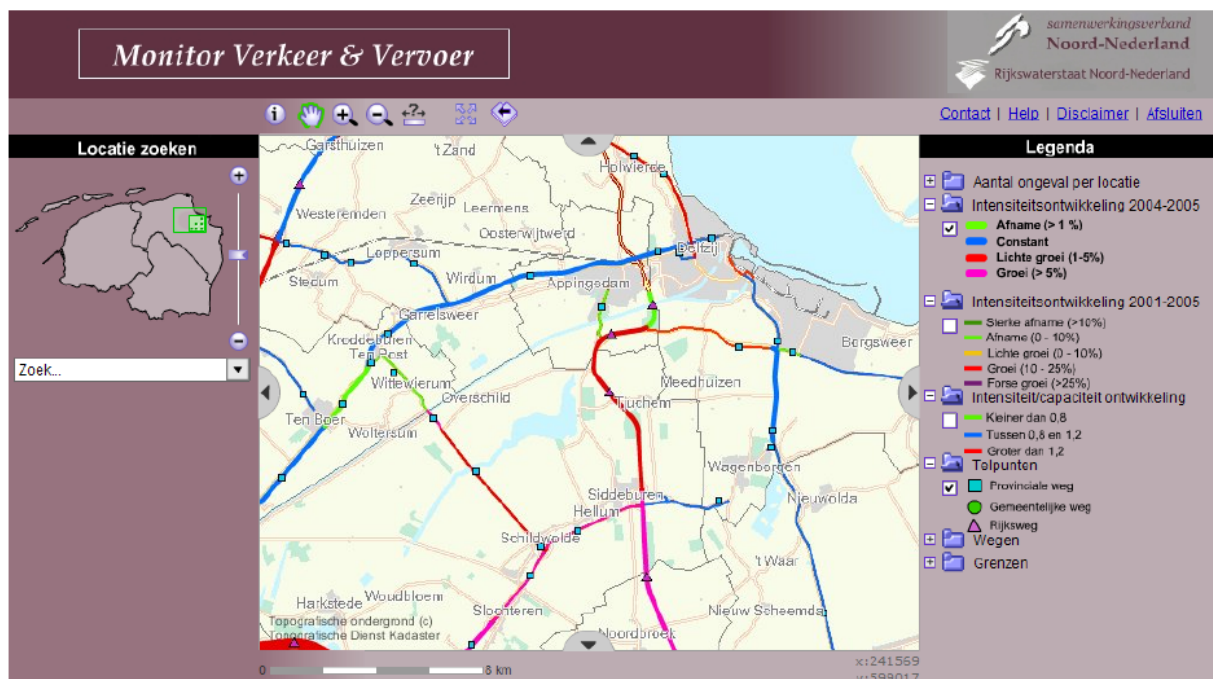 Monitor Verkeer & Vervoer
samenwerkingsverband
Noord-Nederland
Rijkswaterstaat Noord-Nederland
Contact | Help | Disclaimer | Afsluiten
Locatie zoeken
Zoek...
Garsthuizen
't Zand
Holwierde
Zeerijp
Leermens
Westeremden
Oosterwijtwerd
Loppersum
Delfzijl
Stedum
Wirdum
Appingedam
Garrelsweer
Kroddeburen
Ten Post
Borgsweer
Wittewierum
Meedhuizen
Overschild
Tjuchem
Ten Boer
Woltersum
Wagenborgen
Siddeburen
Nieuwolda
Hellum
Schildwolde
't Waar
Harkstede
Woudbloem
Slochteren
Nieuw Scheemda
Noordbroek
Topografische ondergrond (c)
Topografische Dienst Kadaster
0
6 km
x:241569
y:599017
Legenda
Aantal ongeval per locatie
Intensiteitsontwikkeling 2004-2005
Afname (> 1 %)
Constant
Lichte groei (1-5%)
Groei (> 5%)
Intensiteitsontwikkeling 2001-2005
Sterke afname (>10%)
Afname (0 - 10%)
Lichte groei (0 - 10%)
Groei (10 - 25%)
Forse groei (>25%)
Intensiteit/capaciteit ontwikkeling
Kleiner dan 0,8
Tussen 0,8 en 1,2
Groter dan 1,2
Telpunten
Provinciale weg
Gemeentelijke weg
Rijksweg
Wegen
Grenzen